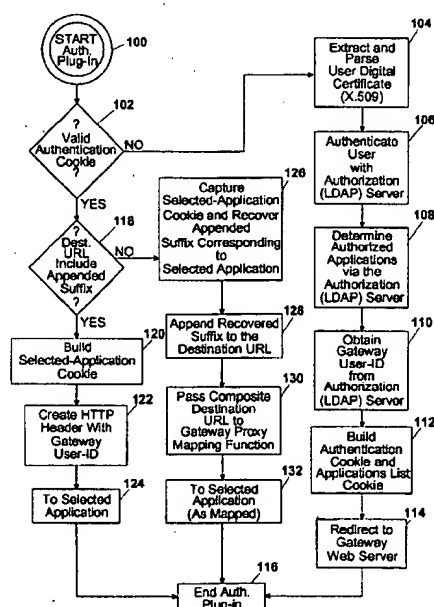 START
Auth.
Plug-In
100
102
?
Valid
Authentication
Cookie
?
NO
YES
118
?
Dest.
URL
Include
Appended
Suffix
?
NO
YES
120
Build
Selected-Application
Cookie
122
Create HTTP
Header With
Gateway
User-ID
124
To Selected
Application
126
Capture
Selected-Application
Cookie and Recover
Appended
Suffix Corresponding
to
Selected Application
128
Append Recovered
Suffix to the
Destination URL
130
Pass Composite
Destination
URL to
Gateway Proxy
Mapping Function
132
To Selected
Application
(As Mapped)
104
Extract and
Parse
User Digital
Certificate
(X.509)
106
Authenticate
User
with
Authorization
(LDAP) Server
108
Determine
Authorized
Applications
via the
Authorization
(LDAP) Server
110
Obtain
Gateway
User-ID
from
Authorization
(LDAP) Server
112
Build
Authentication
Cookie and
Applications List
Cookie
114
Redirect to
Gateway
Web Server
116
End Auth.
Plug-in